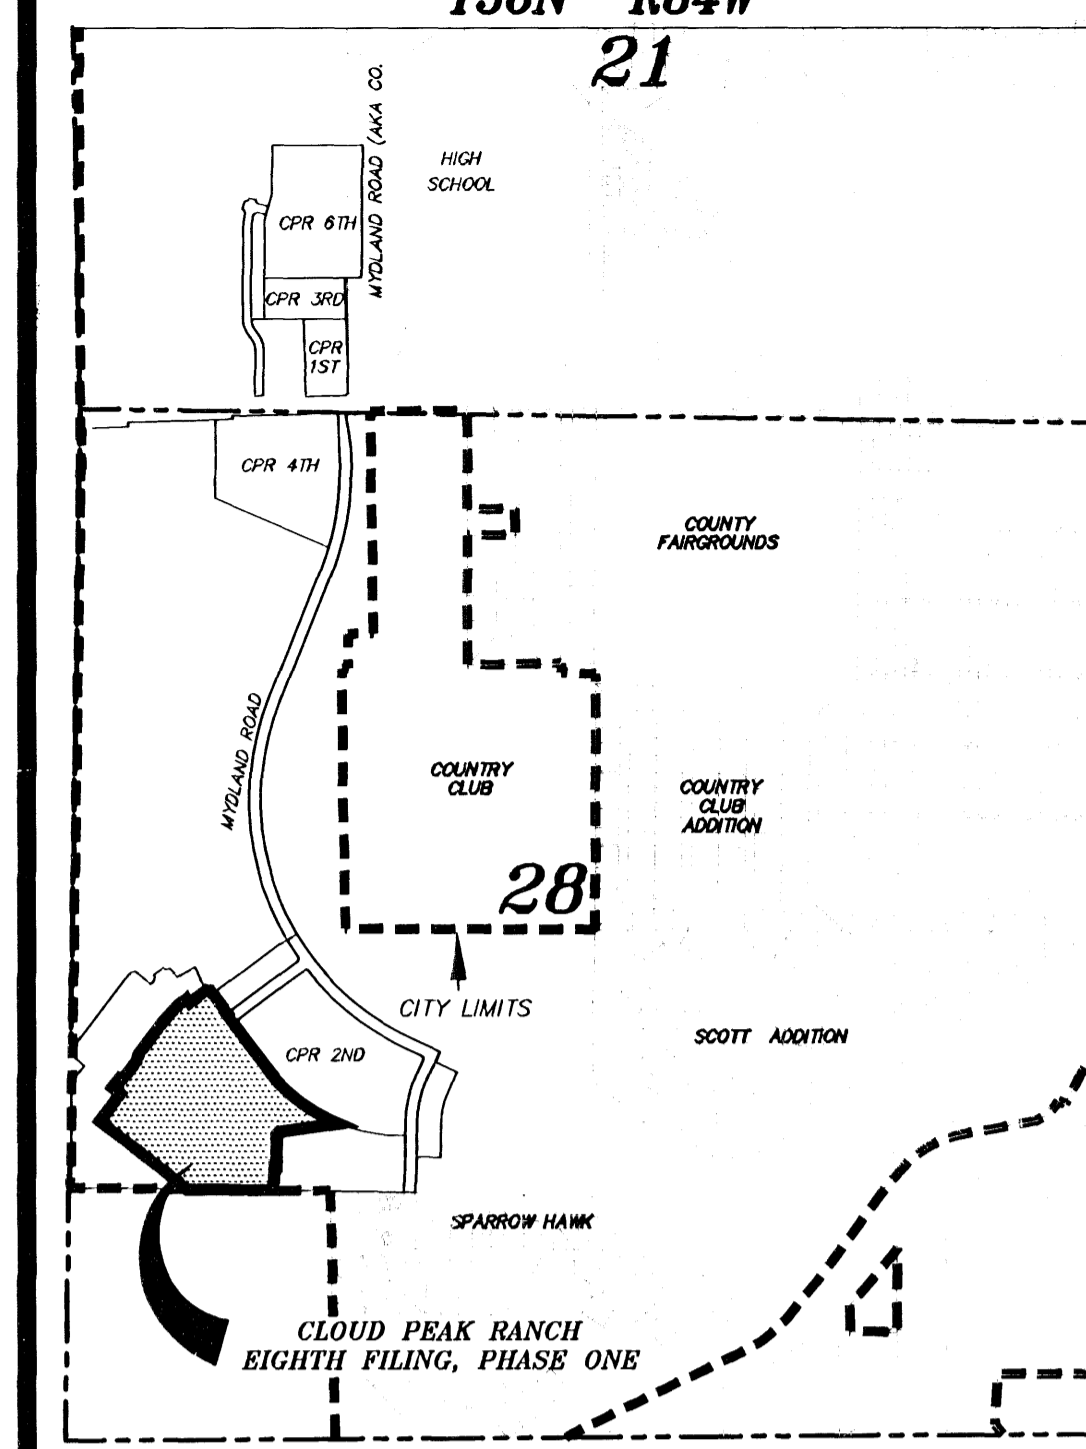 21
MYDLAND ROAD (AKA CO.
HIGH
SCHOOL
CPR 6TH
CPR 3RD
CPR
1ST
CPR 4TH
COUNTY
FAIRGROUNDS
MYDLAND ROAD
COUNTRY
CLUB
COUNTRY
CLUB
ADDITION
28
CITY LIMITS
SCOTT ADDITION
CPR 2ND
SPARROW HAWK
CLOUD PEAK RANCH
EIGHTH FILING, PHASE ONE